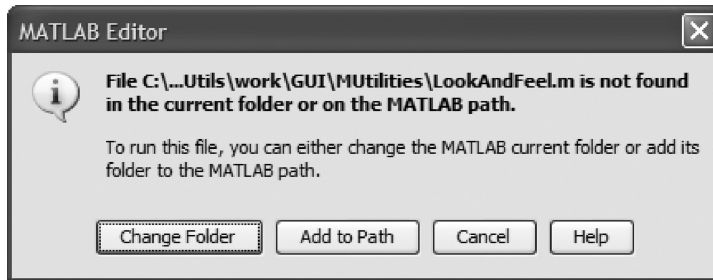 MATLAB Editor
File C:\...Utils\work\GUI\MUtilities\LookAndFeel.m is not found
in the current folder or on the MATLAB path.
To run this file, you can either change the MATLAB current folder or add its
folder to the MATLAB path.
Change Folder Add to Path Cancel Help